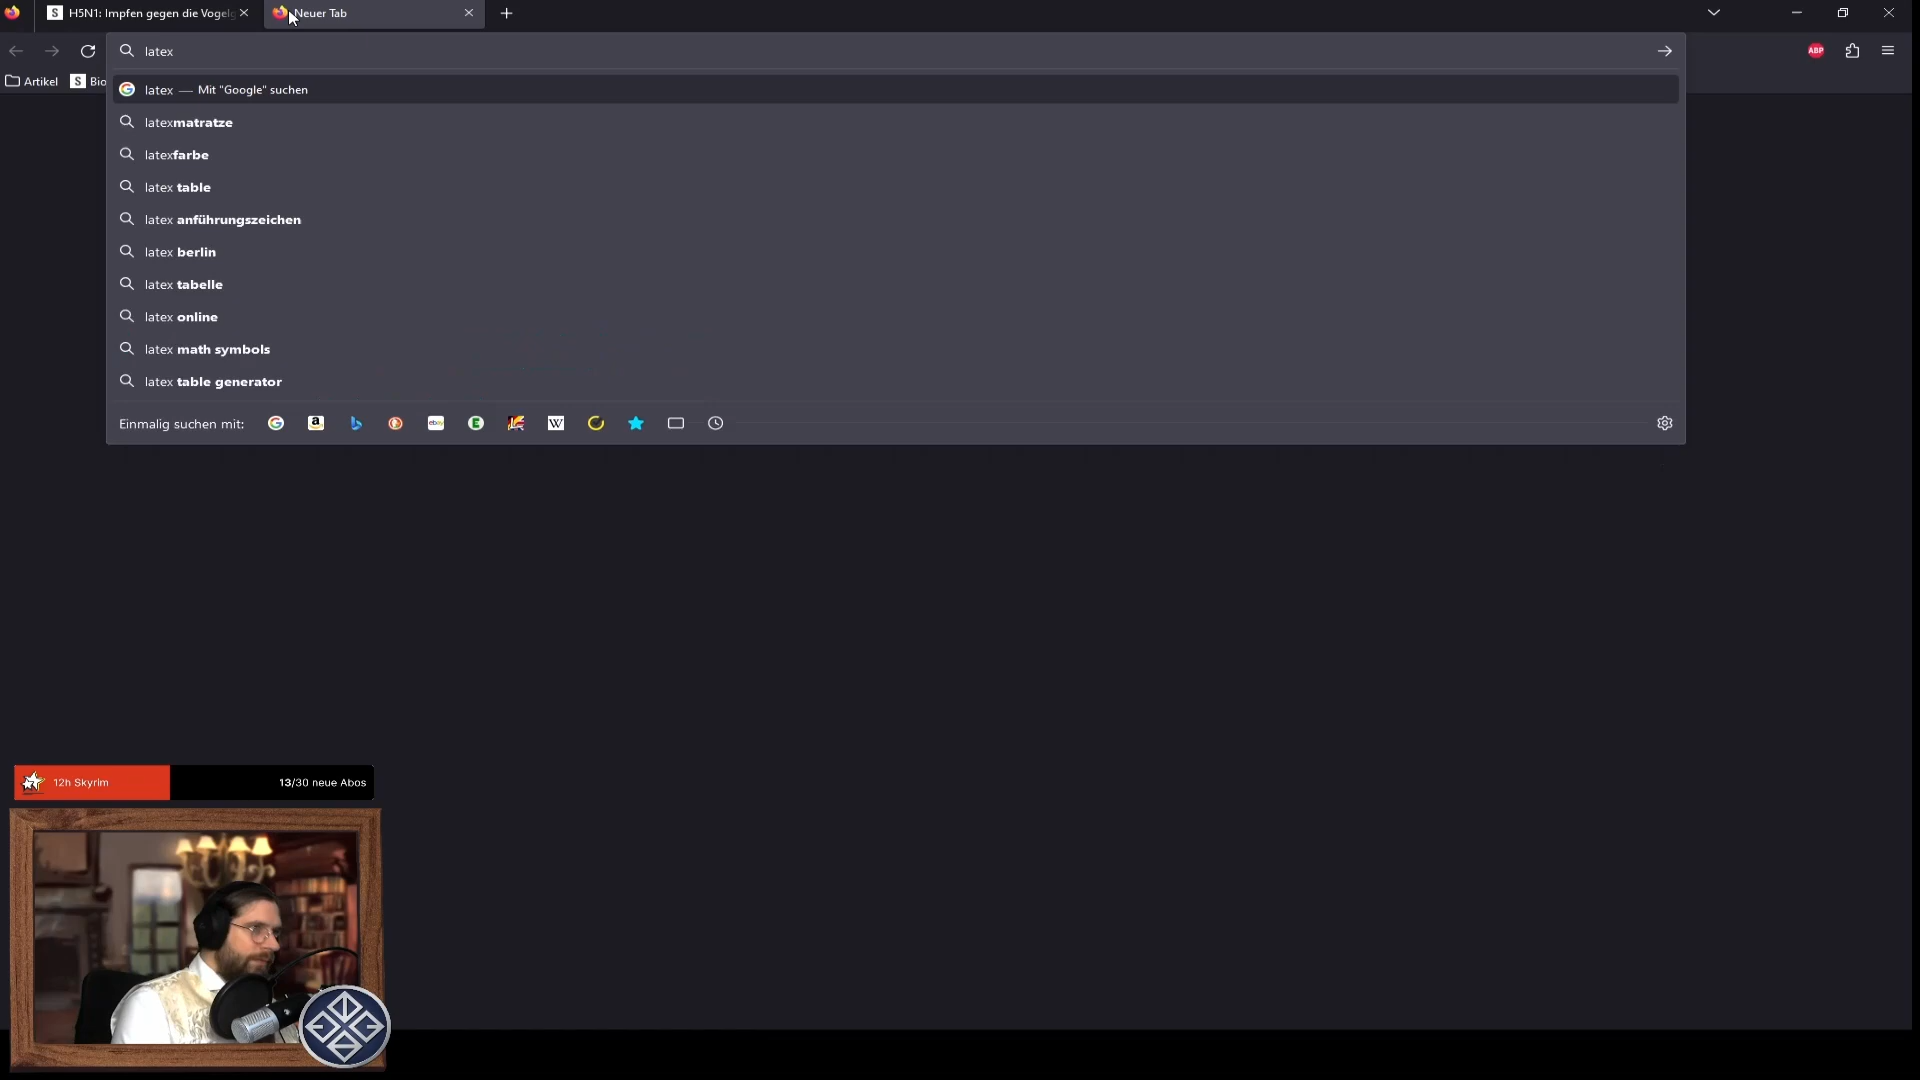 H5N1: Impfen gegen die Vogelg
Neuer Tab
latex
ABP
Artikel
Bio
latex — Mit "Google" suchen
latexmatratze
latexfarbe
latex table
latex anführungszeichen
latex berlin
latex tabelle
latex online
latex math symbols
latex table generator
Einmalig suchen mit:
12h Skyrim
13/30 neue Abos